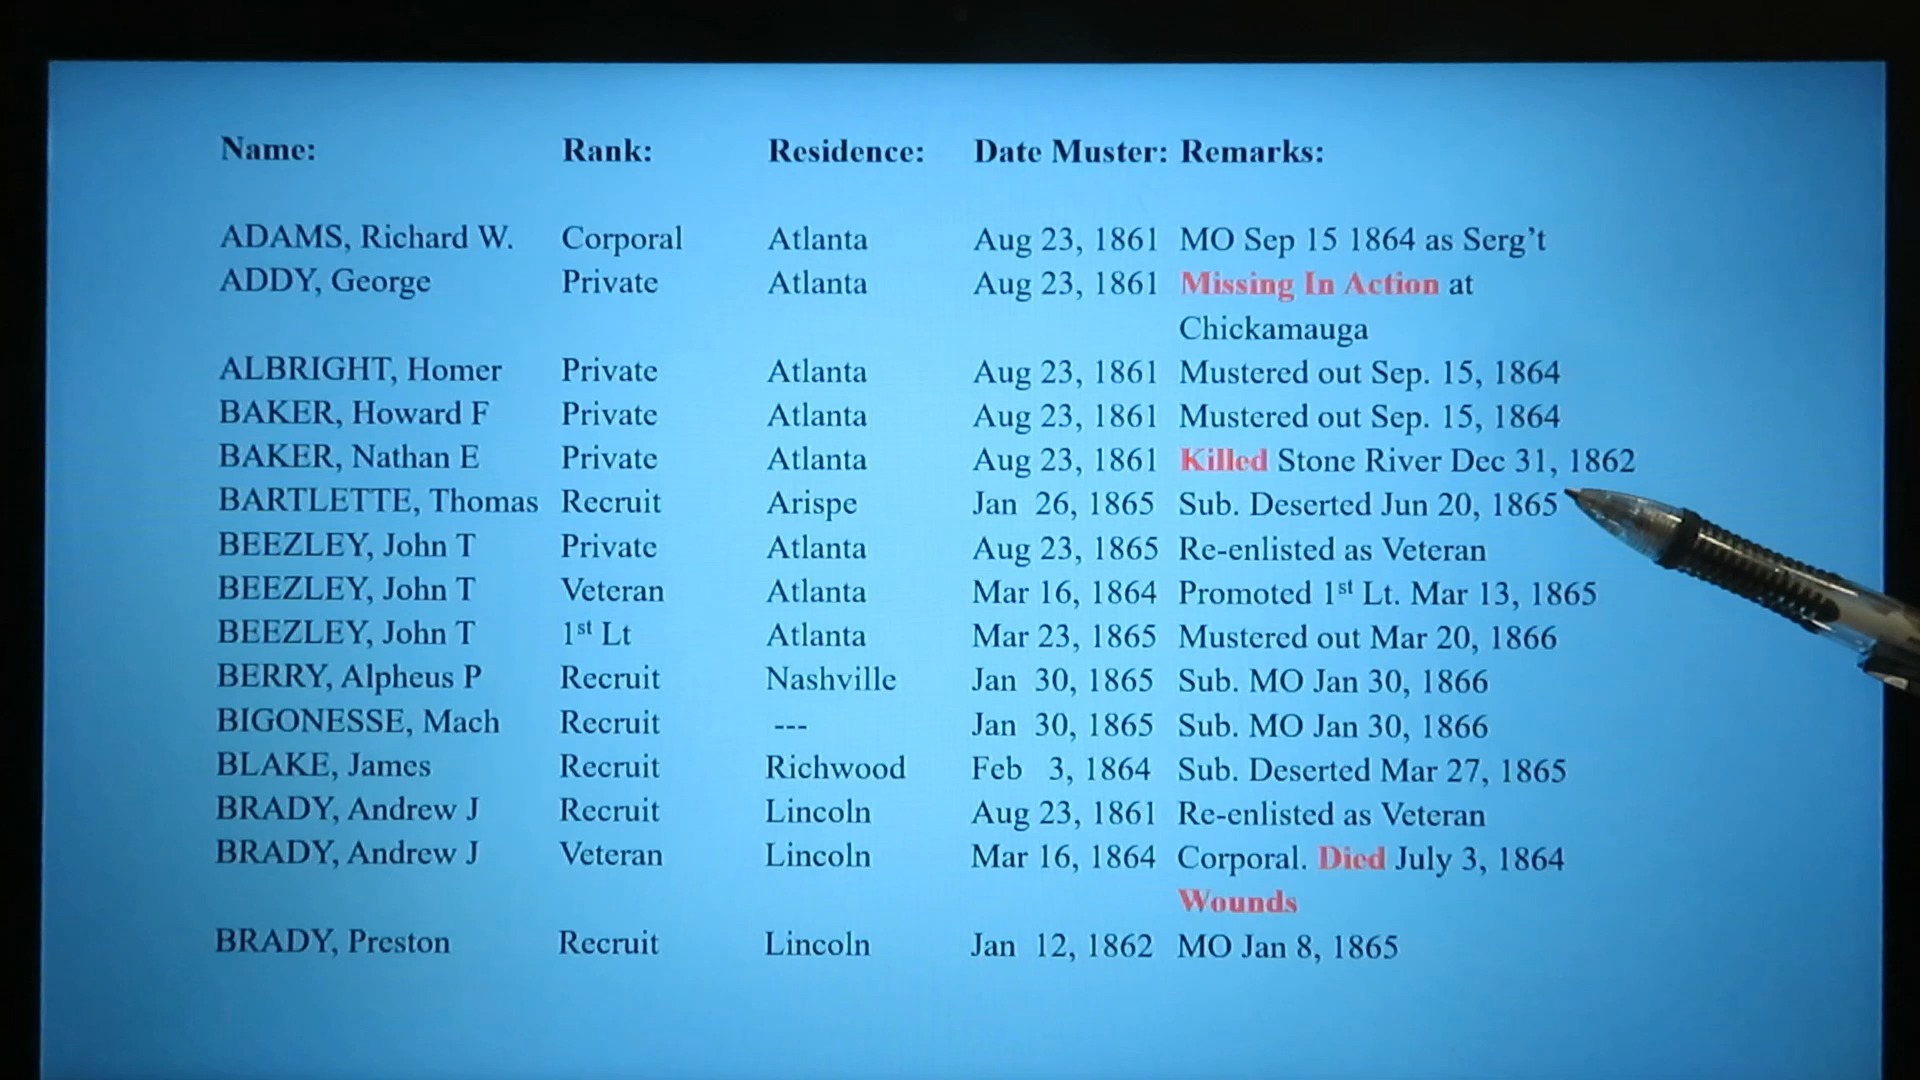 Name: Rank: Residence: Date Muster: Remarks:
ADAMS, Richard W. Corporal Atlanta Aug 23, 1861 MO Sep 15 1864 as Serg’t
ADDY, George Private Atlanta Aug 23, 1861 Missing In Action at
Chickamauga
ALBRIGHT, Homer Private Atlanta Aug 23, 1861 Mustered out Sep. 15, 1864
BAKER, Howard F Private Atlanta Aug 23, 1861 Mustered out Sep. 15, 1864
BAKER, Nathan E Private Atlanta Aug 23, 1861 Killed Stone River Dec 31, 1862
BARTLETTE, Thomas Recruit Arispe Jan 26, 1865 Sub. Deserted Jun 20, 1865
BEEZLEY, John T Private Atlanta Aug 23, 1865 Re-enlisted as Veteran
BEEZLEY, John T Veteran Atlanta Mar 16, 1864 Promoted 1st Lt. Mar 13, 1865
BEEZLEY, John T 1st Lt Atlanta Mar 23, 1865 Mustered out Mar 20, 1866
BERRY, Alpheus P Recruit Nashville Jan 30, 1865 Sub. MO Jan 30, 1866
BIGONESSE, Mach Recruit --- Jan 30, 1865 Sub. MO Jan 30, 1866
BLAKE, James Recruit Richwood Feb 3, 1864 Sub. Deserted Mar 27, 1865
BRADY, Andrew J Recruit Lincoln Aug 23, 1861 Re-enlisted as Veteran
BRADY, Andrew J Veteran Lincoln Mar 16, 1864 Corporal. Died July 3, 1864
Wounds
BRADY, Preston Recruit Lincoln Jan 12, 1862 MO Jan 8, 1865